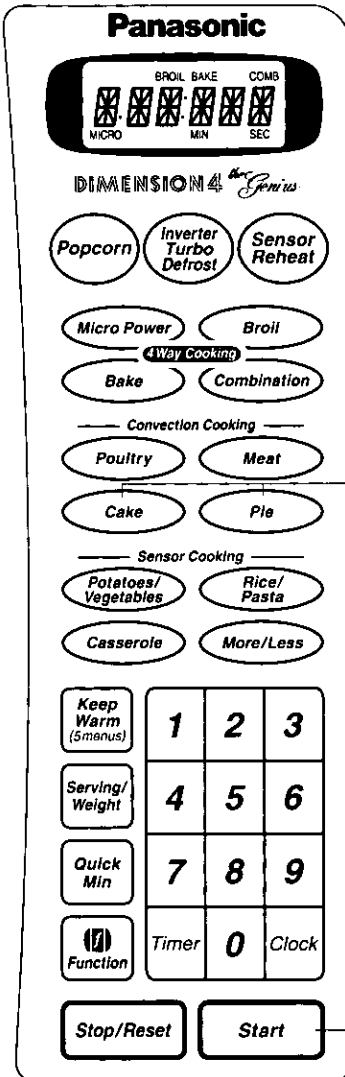 Panasonic
BROIL BAKE COMB
MICRO MIN SEC
DIMENSION 4 the Genius
Popcorn
Inverter
Turbo
Defrost
Sensor
Reheat
Micro Power
Broil
4 Way Cooking
Bake
Combination
Convection Cooking
Poultry
Meat
Cake
Pie
Sensor Cooking
Potatoes/
Vegetables
Rice/
Pasta
Casserole
More/Less
Keep
Warm
(5menus)
1 2 3
Serving/
Weight
4 5 6
Quick
Min
7 8 9
Function
Timer 0 Clock
Stop/Reset
Start